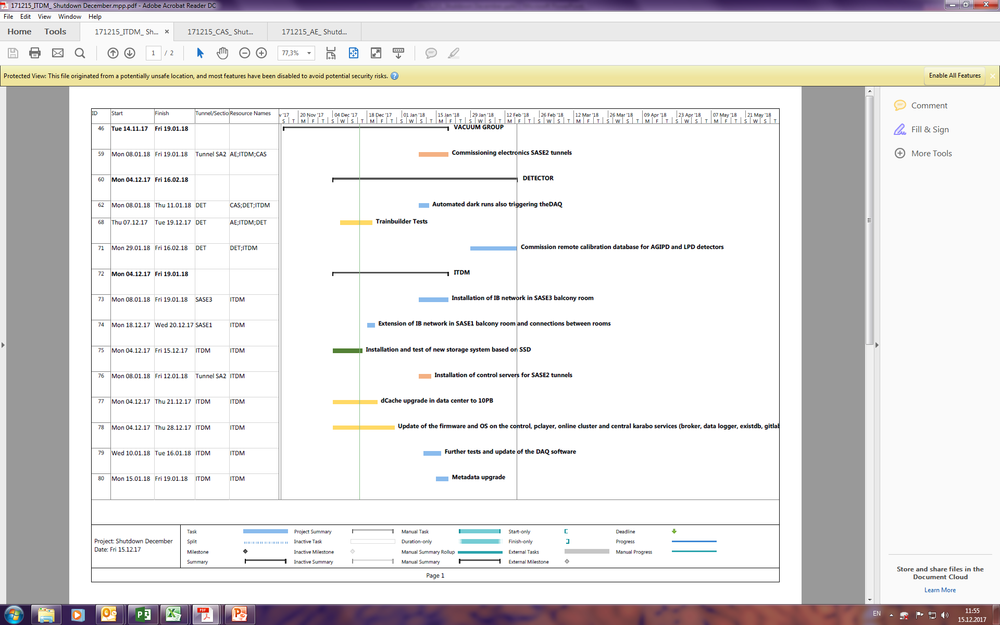 171215_ITDM_ Shutdown December.mpp.pdf - Adobe Acrobat Reader DC
File Edit View Window Help
Home Tools 171215_ITDM_ Sh... × 171215_CAS_ Shut... 171215_AE_ Shutd...
1 / 2 77,3%
Protected View: This file originated from a potentially unsafe location, and most features have been disabled to avoid potential security risks. ? Enable All Features ×
ID Start Finish Tunnel/Sectio Resource Names
v '17 20 Nov '17 04 Dec '17 18 Dec '17 01 Jan '18 15 Jan '18 29 Jan '18 12 Feb '18 26 Feb '18 12 Mar '18 26 Mar '18 09 Apr '18 23 Apr '18 07 May '18 21 May '18
S T M F T S W S T M F T S W S T M F T S W S T M F T S W S T M F T S W S T M F T S W S T M F T S W S T
46 Tue 14.11.17 Fri 19.01.18 VACUUM GROUP
59 Mon 08.01.18 Fri 19.01.18 Tunnel SA2 AE;ITDM;CAS Commissioning electronics SASE2 tunnels
60 Mon 04.12.17 Fri 16.02.18 DETECTOR
62 Mon 08.01.18 Thu 11.01.18 DET CAS;DET;ITDM Automated dark runs also triggering theDAQ
68 Thu 07.12.17 Tue 19.12.17 DET AE;ITDM;DET Trainbuilder Tests
71 Mon 29.01.18 Fri 16.02.18 DET DET;ITDM Commission remote calibration database for AGIPD and LPD detectors
72 Mon 04.12.17 Fri 19.01.18 ITDM
73 Mon 08.01.18 Fri 19.01.18 SASE3 ITDM Installation of IB network in SASE3 balcony room
74 Mon 18.12.17 Wed 20.12.17 SASE1 ITDM Extension of IB network in SASE1 balcony room and connections between rooms
75 Mon 04.12.17 Fri 15.12.17 ITDM ITDM Installation and test of new storage system based on SSD
76 Mon 08.01.18 Fri 12.01.18 Tunnel SA2 ITDM Installation of control servers for SASE2 tunnels
77 Mon 04.12.17 Thu 21.12.17 ITDM ITDM dCache upgrade in data center to 10PB
78 Mon 04.12.17 Thu 28.12.17 ITDM ITDM Update of the firmware and OS on the control, pclayer, online cluster and central karabo services (broker, data logger, existdb, gitlab
79 Wed 10.01.18 Tue 16.01.18 ITDM ITDM Further tests and update of the DAQ software
80 Mon 15.01.18 Fri 19.01.18 ITDM ITDM Metadata upgrade
Project: Shutdown December
Date: Fri 15.12.17
Task Project Summary Manual Task Start-only Deadline
Split Inactive Task Duration-only Finish-only Progress
Milestone Inactive Milestone Manual Summary Rollup External Tasks Manual Progress
Summary Inactive Summary Manual Summary External Milestone
Page 1
Comment
Fill & Sign
More Tools
Store and share files in the
Document Cloud
Learn More
EN
11:55
15.12.2017